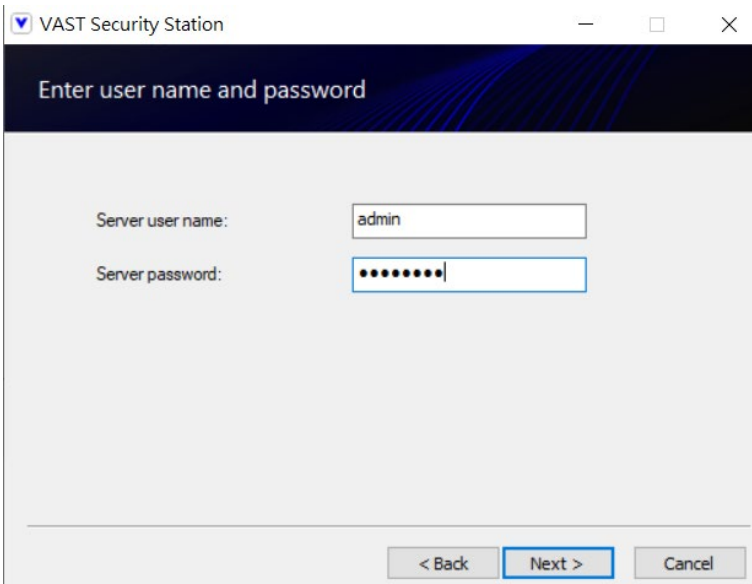 VAST Security Station
Enter user name and password
Server user name: admin
Server password: ••••••••
< Back Next > Cancel